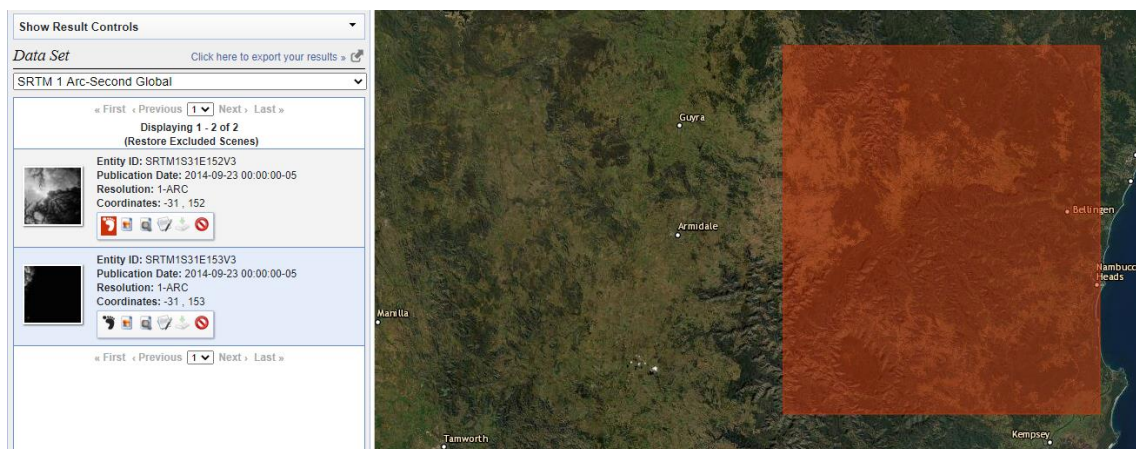 Show Result Controls
Data Set
Click here to export your results »
SRTM 1 Arc-Second Global
« First ‹ Previous 1 Next › Last »
Displaying 1 - 2 of 2
(Restore Excluded Scenes)
Entity ID: SRTM1S31E152V3
Publication Date: 2014-09-23 00:00:00-05
Resolution: 1-ARC
Coordinates: -31 , 152
Entity ID: SRTM1S31E153V3
Publication Date: 2014-09-23 00:00:00-05
Resolution: 1-ARC
Coordinates: -31 , 153
« First ‹ Previous 1 Next › Last »
Guyra
Bellingen
Armidale
Nambucc
Heads
Manilla
Kempsey
Tamworth